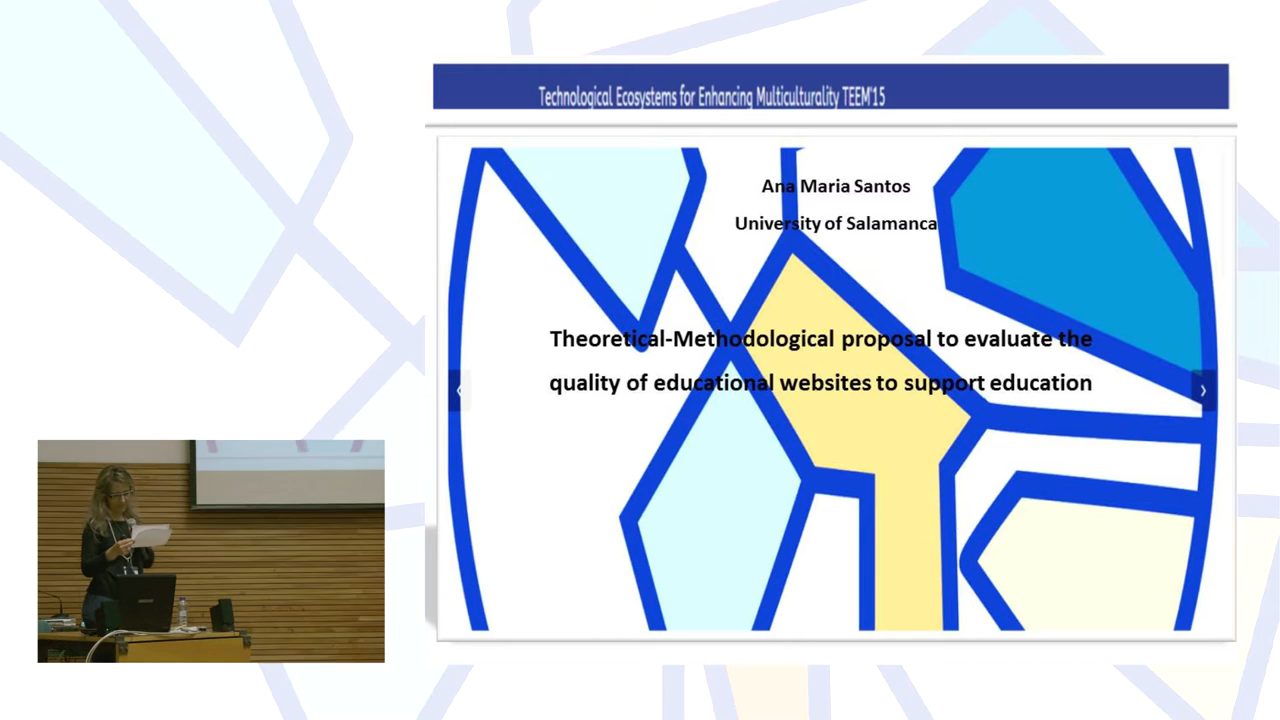 Technological Ecosystems for Enhancing Multiculturality TEEM'15
Ana Maria Santos
University of Salamanca
Theoretical-Methodological proposal to evaluate the
quality of educational websites to support education